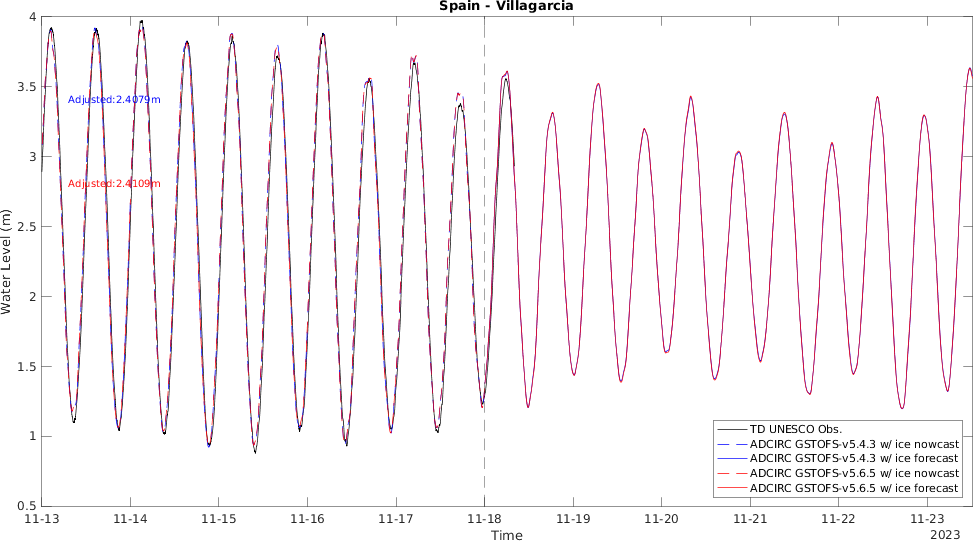 Spain - Villagarcia
Water Level (m)
4
3.5
3
2.5
2
1.5
1
0.5
Adjusted:2.4079m
Adjusted:2.4109m
TD UNESCO Obs.
ADCIRC GSTOFS-v5.4.3 w/ ice nowcast
ADCIRC GSTOFS-v5.4.3 w/ ice forecast
ADCIRC GSTOFS-v5.6.5 w/ ice nowcast
ADCIRC GSTOFS-v5.6.5 w/ ice forecast
11-13 11-14 11-15 11-16 11-17 11-18 11-19 11-20 11-21 11-22 11-23
Time
2023